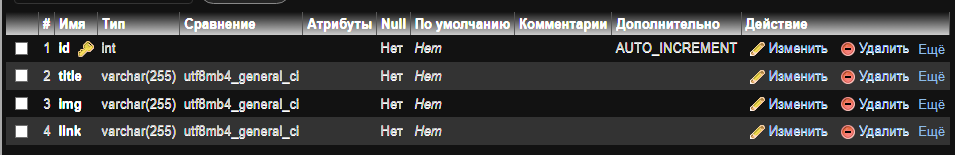 # Имя Тип Сравнение Атрибуты Null По умолчанию Комментарии Дополнительно Действие
1 id int Нет Нет AUTO_INCREMENT Изменить Удалить Ещё
2 title varchar(255) utf8mb4_general_ci Нет Нет Изменить Удалить Ещё
3 img varchar(255) utf8mb4_general_ci Нет Нет Изменить Удалить Ещё
4 link varchar(255) utf8mb4_general_ci Нет Нет Изменить Удалить Ещё